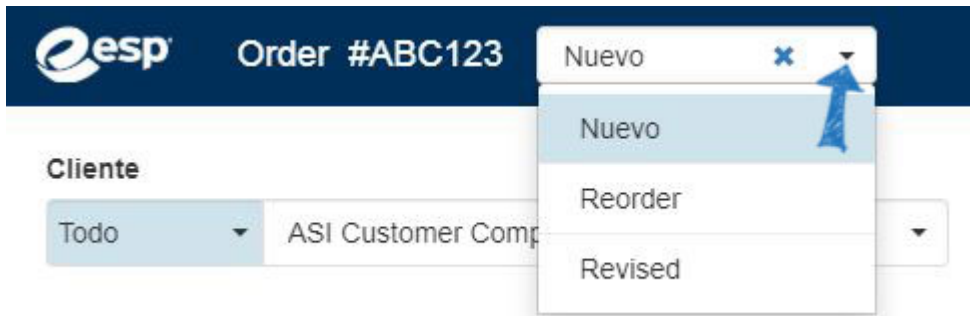 esp Order #ABC123 Nuevo
Nuevo
Cliente
Reorder
Todo ASI Customer Comp
Revised